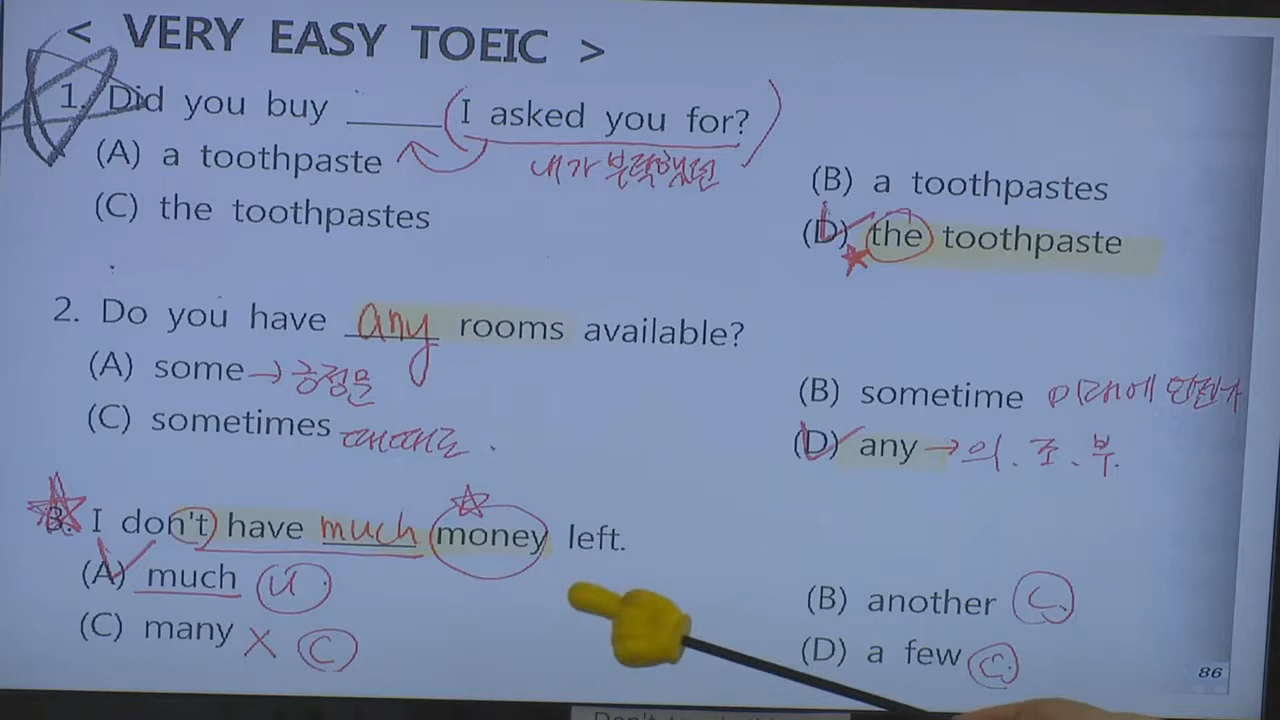 < VERY EASY TOEIC >
1. Did you buy ____ (I asked you for?)
내가 부탁했던
(A) a toothpaste
(B) a toothpastes
(C) the toothpastes
(D) the toothpaste
2. Do you have any rooms available?
(A) some → 긍정문
(B) sometime 미래에 언젠가
(C) sometimes 때때로.
(D) any → 의.조.부.
3. I don't have much money left.
(A) much U
(B) another C
(C) many X C
(D) a few C
86